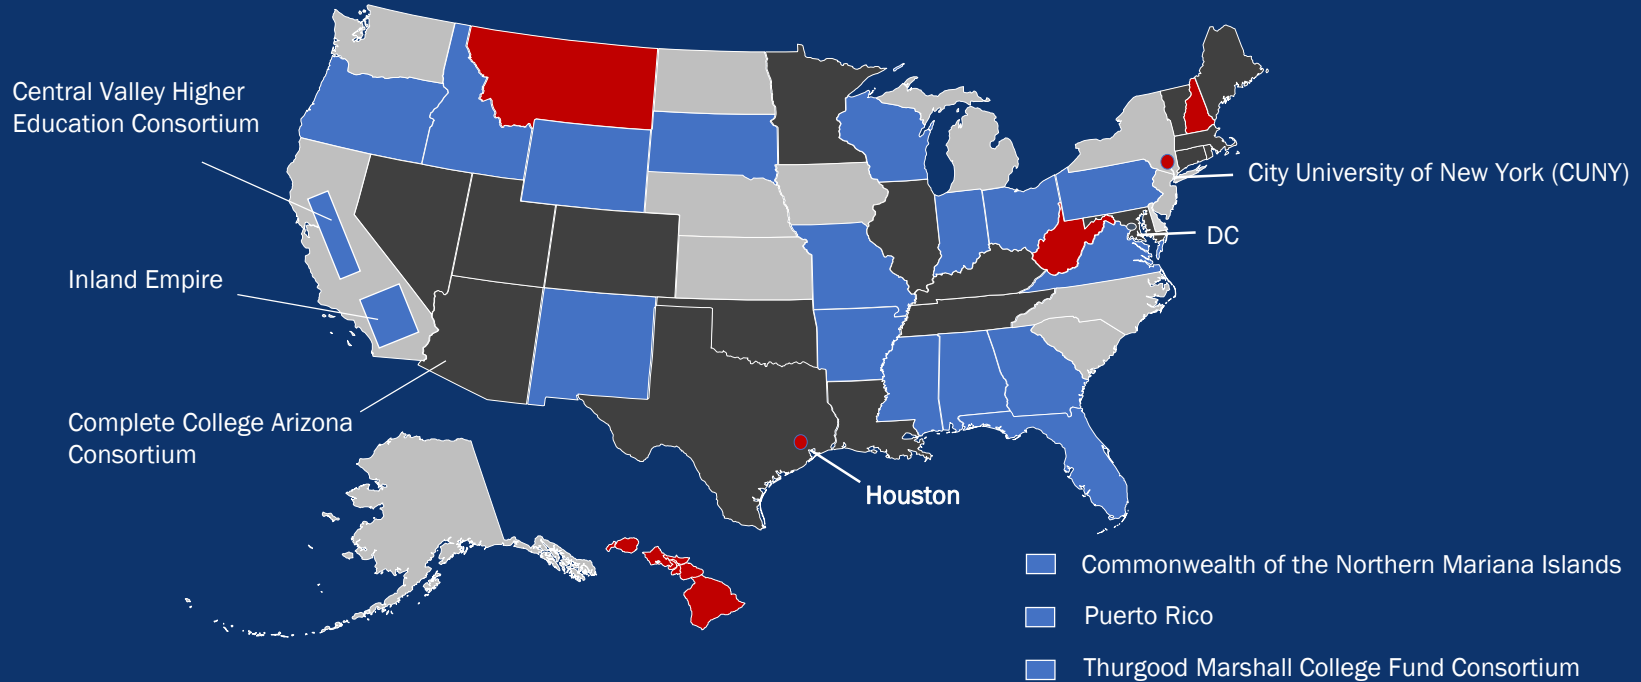 Central Valley Higher
Education Consortium
City University of New York (CUNY)
DC
Inland Empire
Complete College Arizona
Consortium
Houston
Commonwealth of the Northern Mariana Islands
Puerto Rico
Thurgood Marshall College Fund Consortium